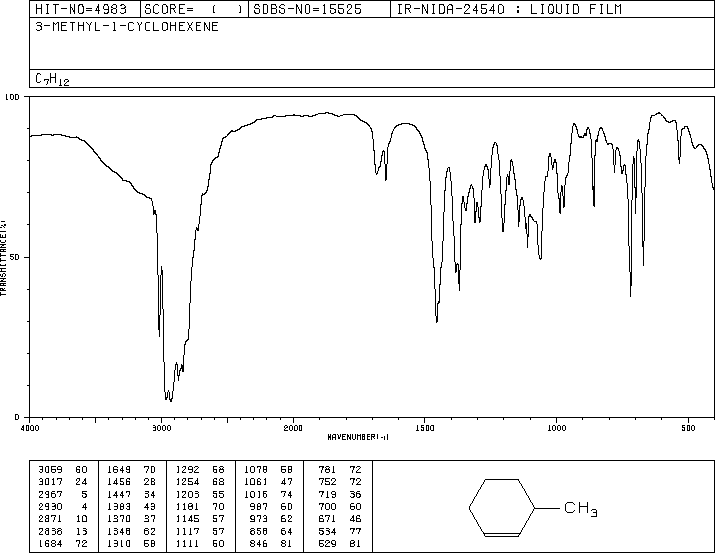 HIT-NO=4983 SCORE= ( ) SDBS-NO=15525 IR-NIDA-24540 : LIQUID FILM
3-METHYL-1-CYCLOHEXENE
C7H12
100
50
0
TRANSMITTANCE(%)
4000 3000 2000 1500 1000 500
WAVENUMBER(-1)
3059 60 1649 70 1292 58 1078 58 781 72
3017 24 1456 28 1254 68 1061 47 752 72
2967 5 1447 34 1203 55 1016 74 719 36
2930 4 1383 43 1181 70 987 60 700 60
2871 10 1370 37 1145 57 973 62 671 46
2838 13 1348 62 1117 57 858 64 534 77
1684 72 1310 58 1111 50 846 81 529 81
CH3